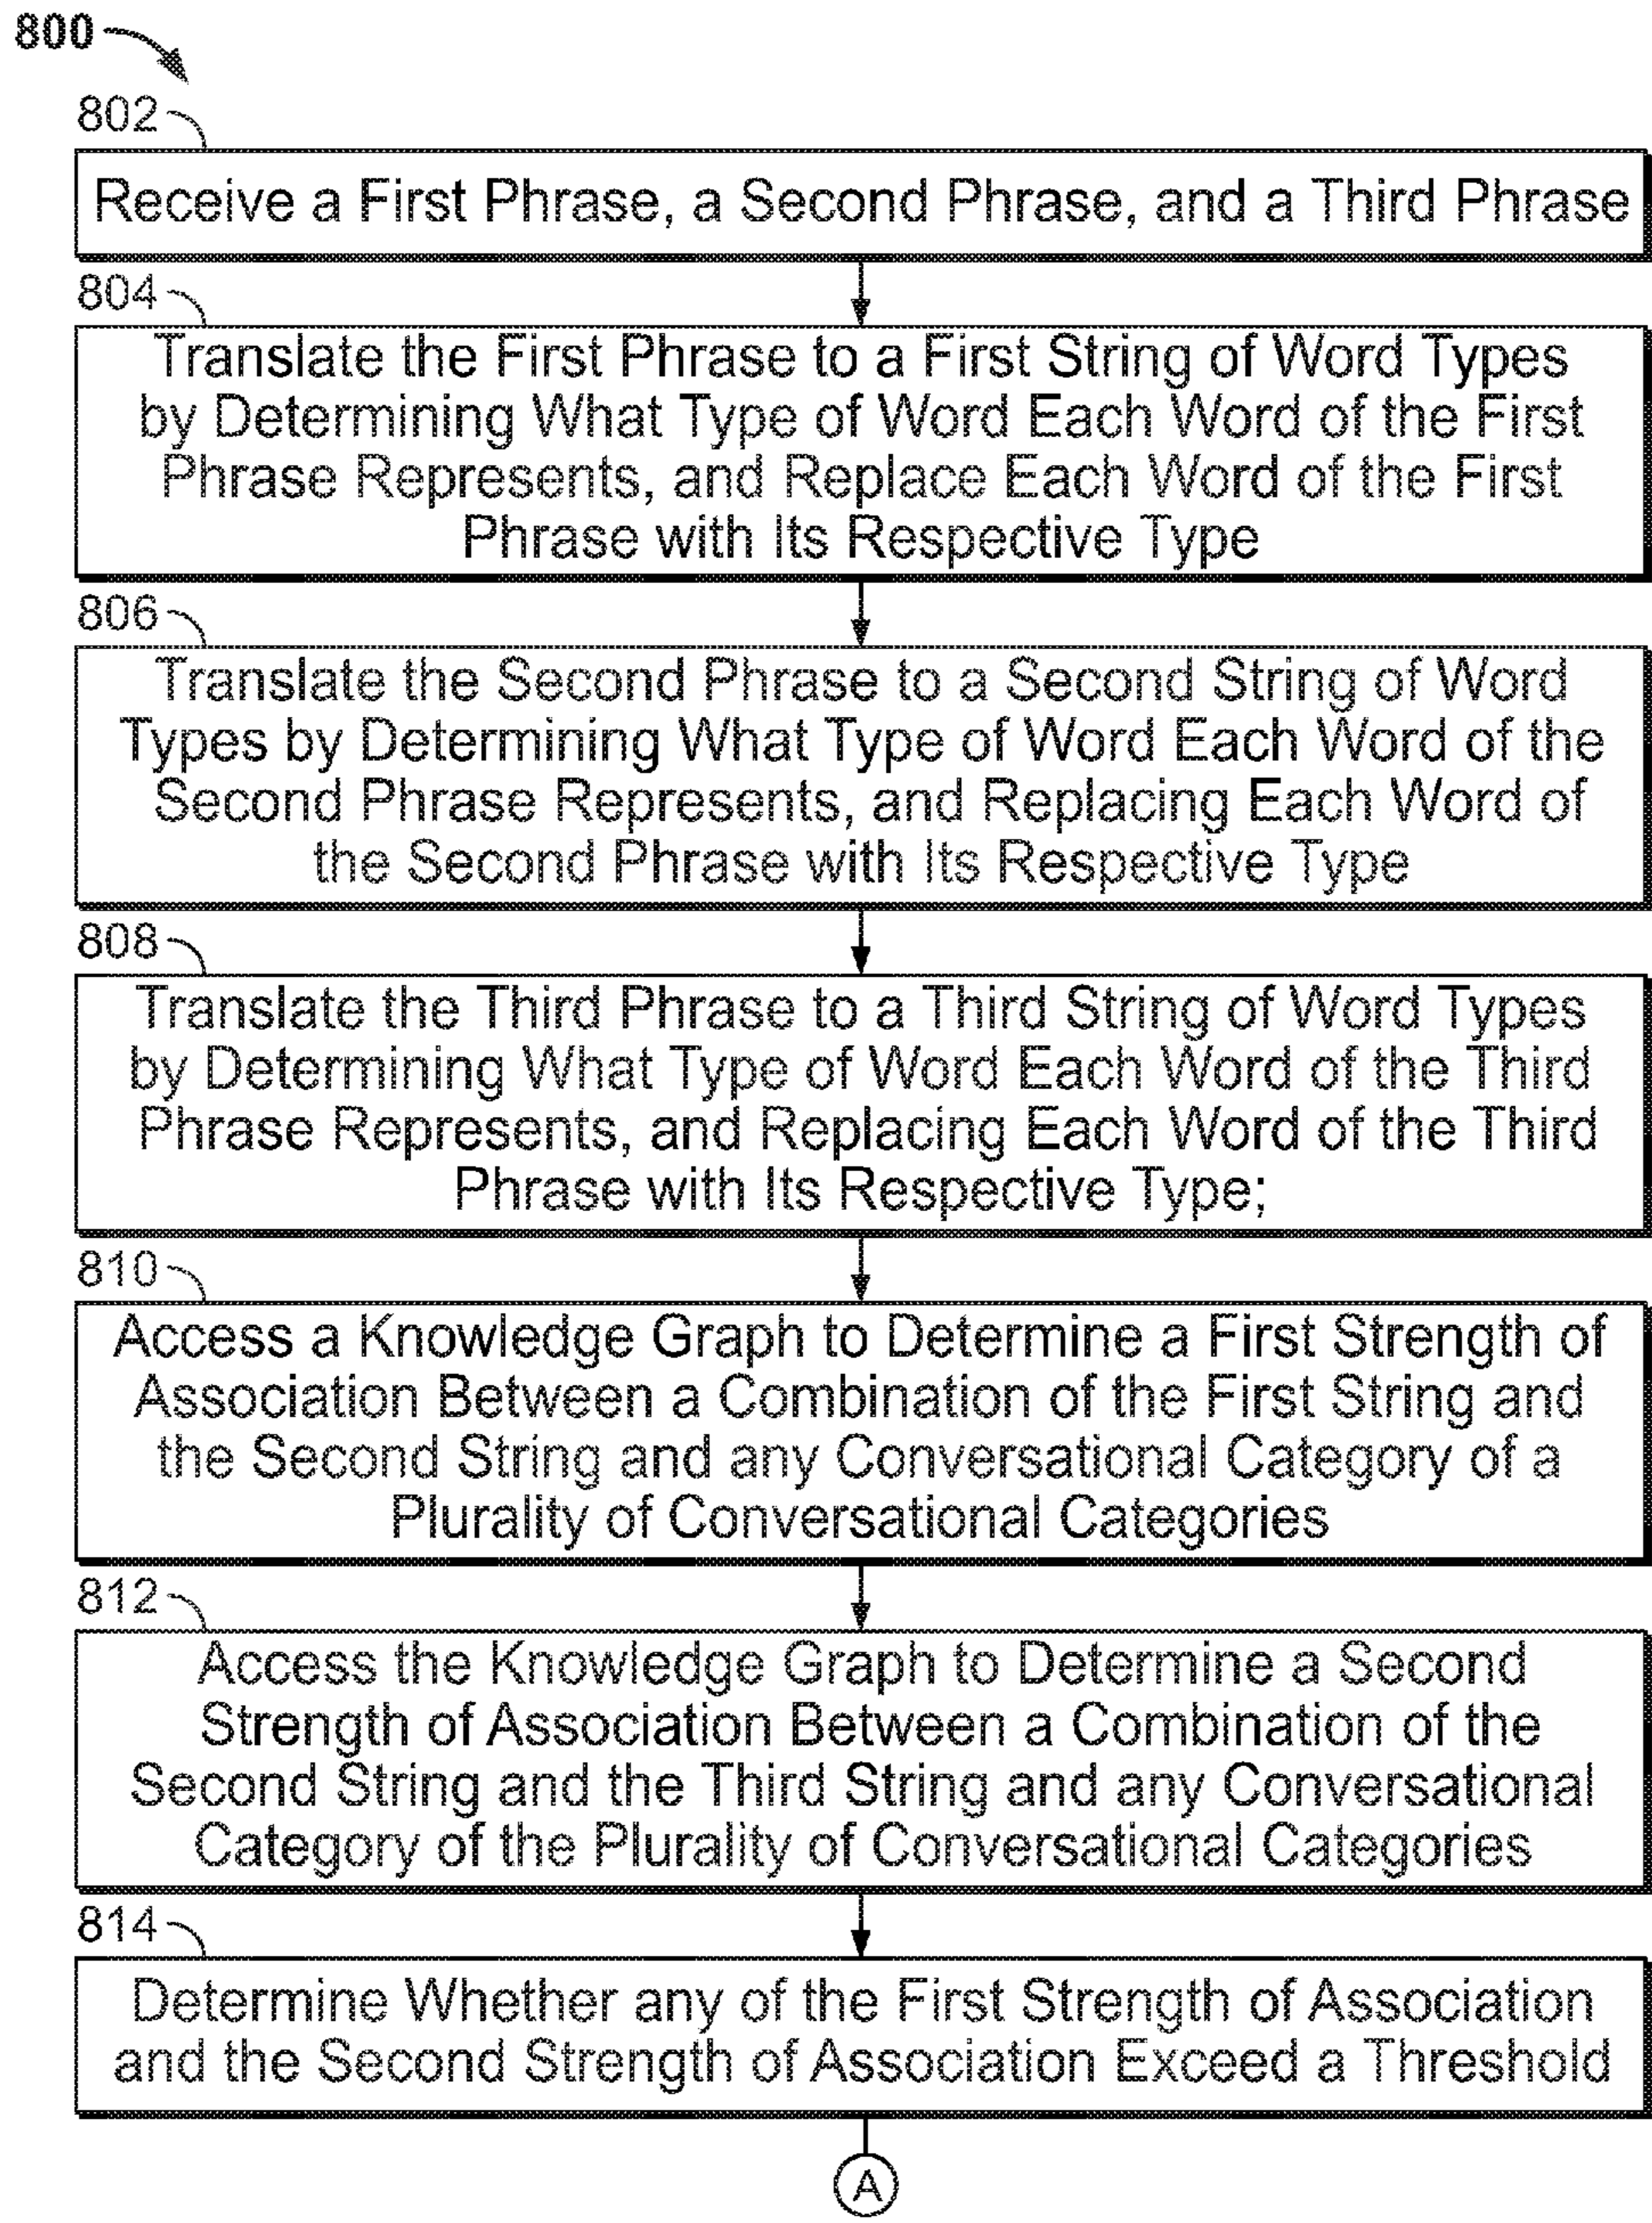 800
802
Receive a First Phrase, a Second Phrase, and a Third Phrase
804
Translate the First Phrase to a First String of Word Types
by Determining What Type of Word Each Word of the First
Phrase Represents, and Replace Each Word of the First
Phrase with Its Respective Type
806
Translate the Second Phrase to a Second String of Word
Types by Determining What Type of Word Each Word of the
Second Phrase Represents, and Replacing Each Word of
the Second Phrase with Its Respective Type
808
Translate the Third Phrase to a Third String of Word Types
by Determining What Type of Word Each Word of the Third
Phrase Represents, and Replacing Each Word of the Third
Phrase with Its Respective Type;
810
Access a Knowledge Graph to Determine a First Strength of
Association Between a Combination of the First String and
the Second String and any Conversational Category of a
Plurality of Conversational Categories
812
Access the Knowledge Graph to Determine a Second
Strength of Association Between a Combination of the
Second String and the Third String and any Conversational
Category of the Plurality of Conversational Categories
814
Determine Whether any of the First Strength of Association
and the Second Strength of Association Exceed a Threshold
A